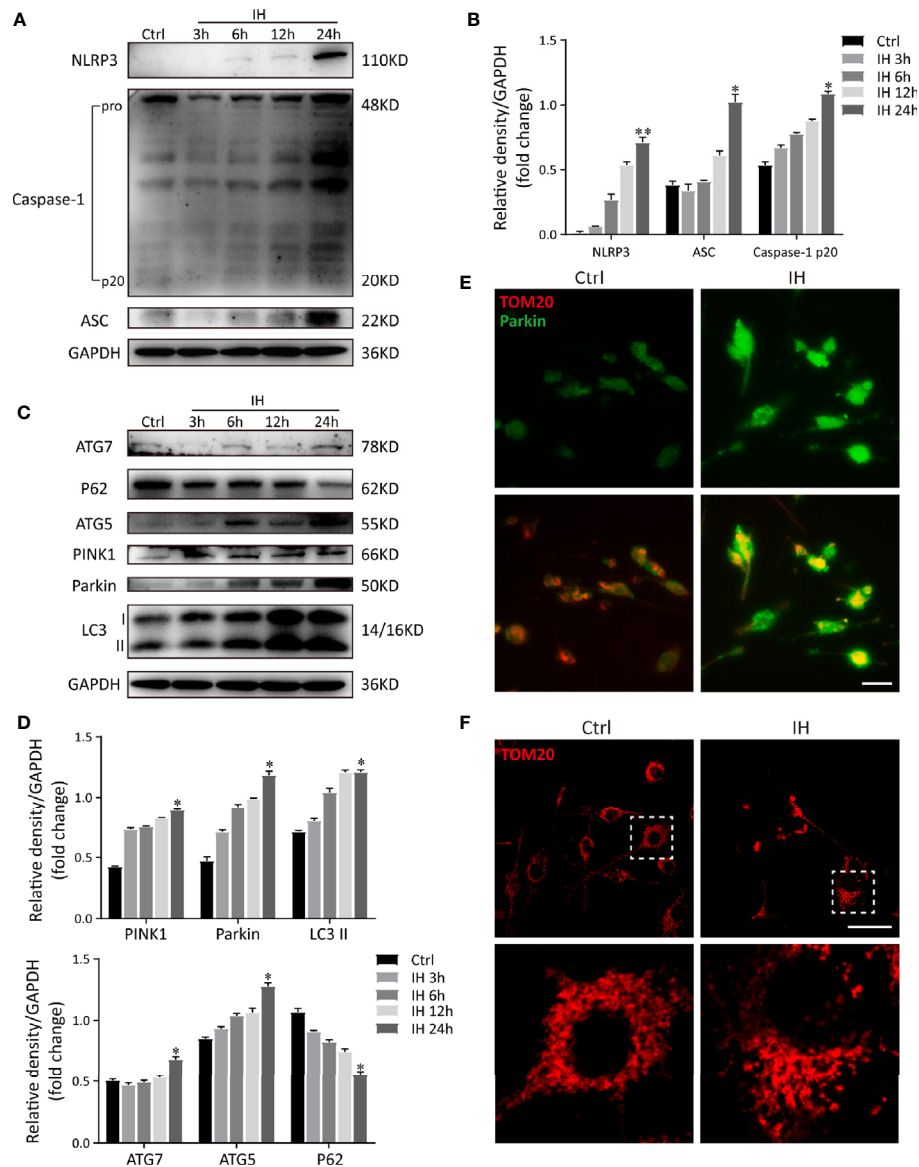 A
IH
Ctrl 3h 6h 12h 24h
NLRP3 110KD
pro 48KD
Caspase-1
p20 20KD
ASC 22KD
GAPDH 36KD
B
Relative density/GAPDH
(fold change)
1.5
1.0
0.5
0.0
** * *
NLRP3 ASC Caspase-1 p20
Ctrl
IH 3h
IH 6h
IH 12h
IH 24h
C
IH
Ctrl 3h 6h 12h 24h
ATG7 78KD
P62 62KD
ATG5 55KD
PINK1 66KD
Parkin 50KD
LC3 I 14/16KD
II
GAPDH 36KD
D
Relative density/GAPDH
(fold change)
1.5
1.0
0.5
0.0
* * *
PINK1 Parkin LC3 II
Relative density/GAPDH
(fold change)
1.5
1.0
0.5
0.0
* * *
ATG7 ATG5 P62
Ctrl
IH 3h
IH 6h
IH 12h
IH 24h
E
Ctrl IH
TOM20
Parkin
F
Ctrl IH
TOM20